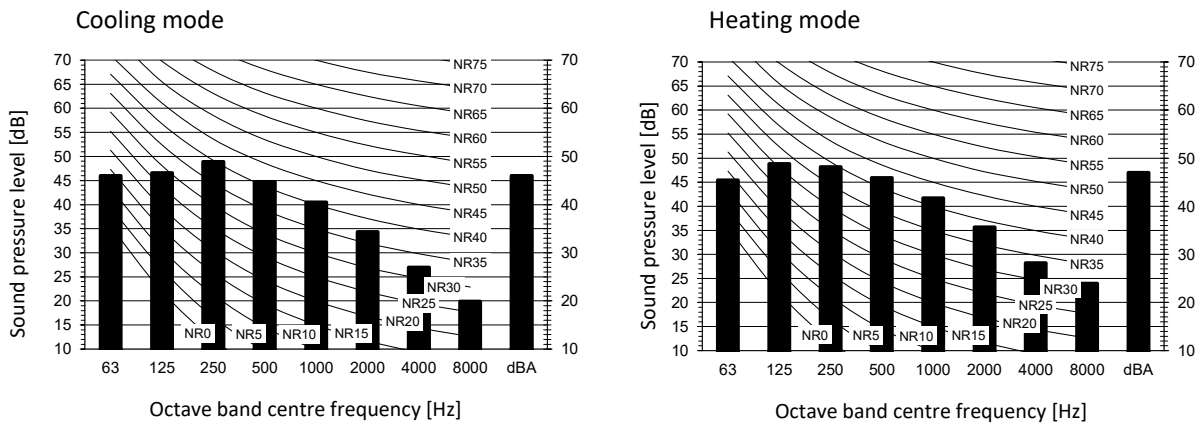 Cooling mode
Sound pressure level [dB]
70
65
60
55
50
45
40
35
30
25
20
15
10
NR75
NR70
NR65
NR60
NR55
NR50
NR45
NR40
NR35
NR30
NR25
NR20
NR0 NR5 NR10 NR15
70
60
50
40
30
20
10
63 125 250 500 1000 2000 4000 8000 dBA
Octave band centre frequency [Hz]
Heating mode
Sound pressure level [dB]
70
65
60
55
50
45
40
35
30
25
20
15
10
NR75
NR70
NR65
NR60
NR55
NR50
NR45
NR40
NR35
NR30
NR25
NR20
NR0 NR5 NR10 NR15
70
60
50
40
30
20
10
63 125 250 500 1000 2000 4000 8000 dBA
Octave band centre frequency [Hz]